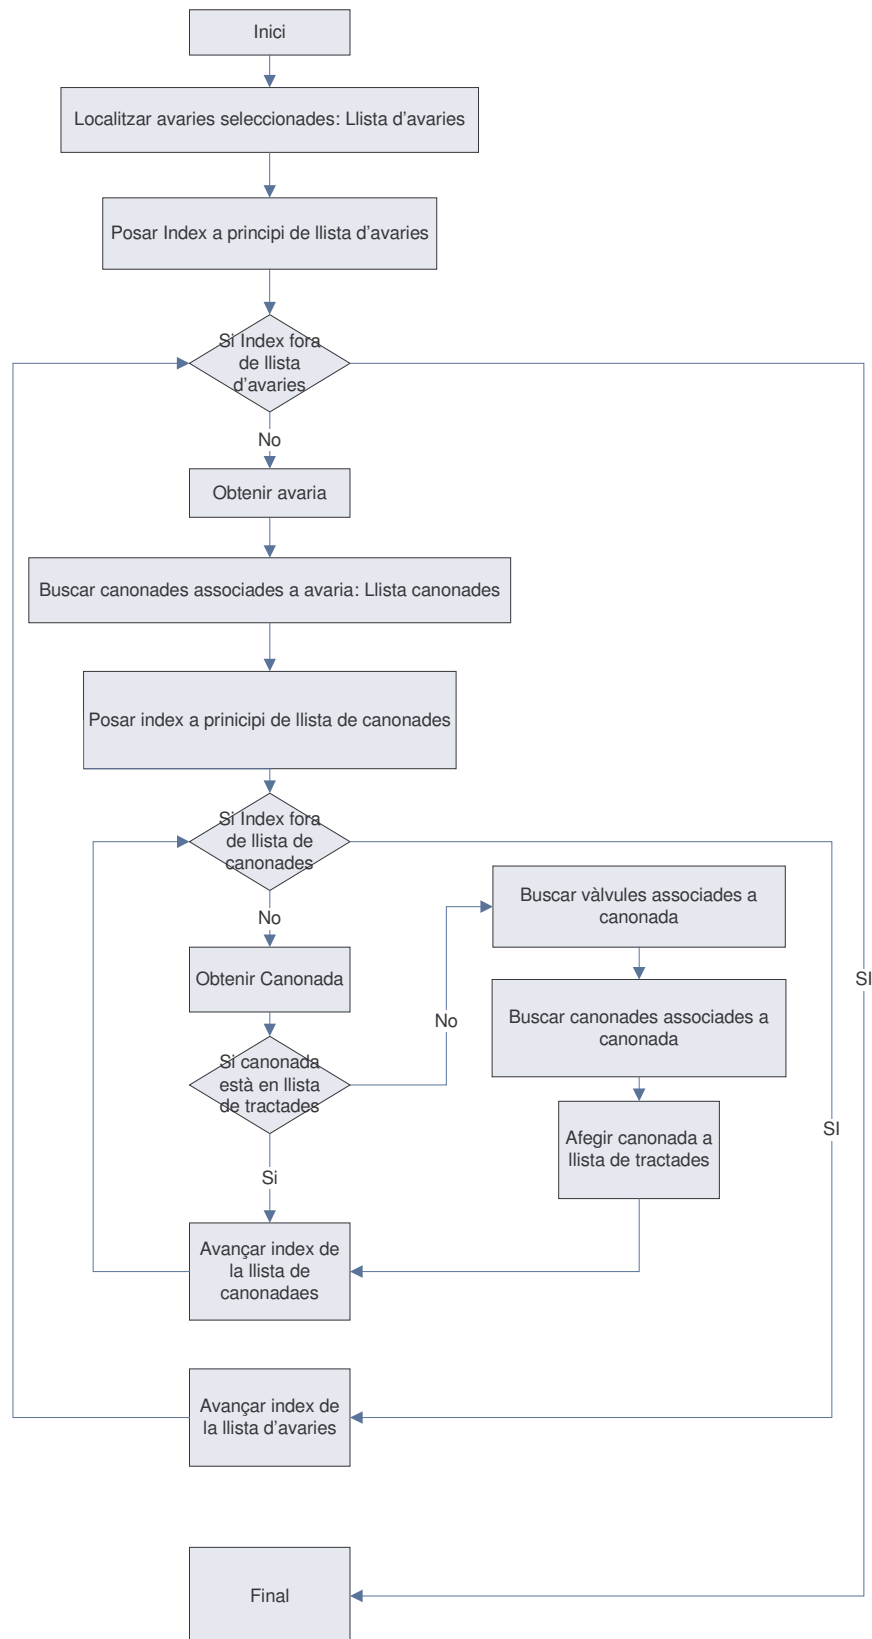 Inici
Localitzar avaries seleccionades: Llista d’avaries
Posar Index a principi de llista d’avaries
Si Index fora
de llista
d’avaries
No
Obtenir avaria
Buscar canonades associades a avaria: Llista canonades
Posar index a prinicipi de llista de canonades
Si Index fora
de llista de
canonades
No
Obtenir Canonada
Si canonada
està en llista
de tractades
No
Buscar vàlvules associades a
canonada
Buscar canonades associades a
canonada
Afegir canonada a
llista de tractades
SI
SI
Si
Avançar index de
la llista de
canonadaes
Avançar index de
la llista d’avaries
Final